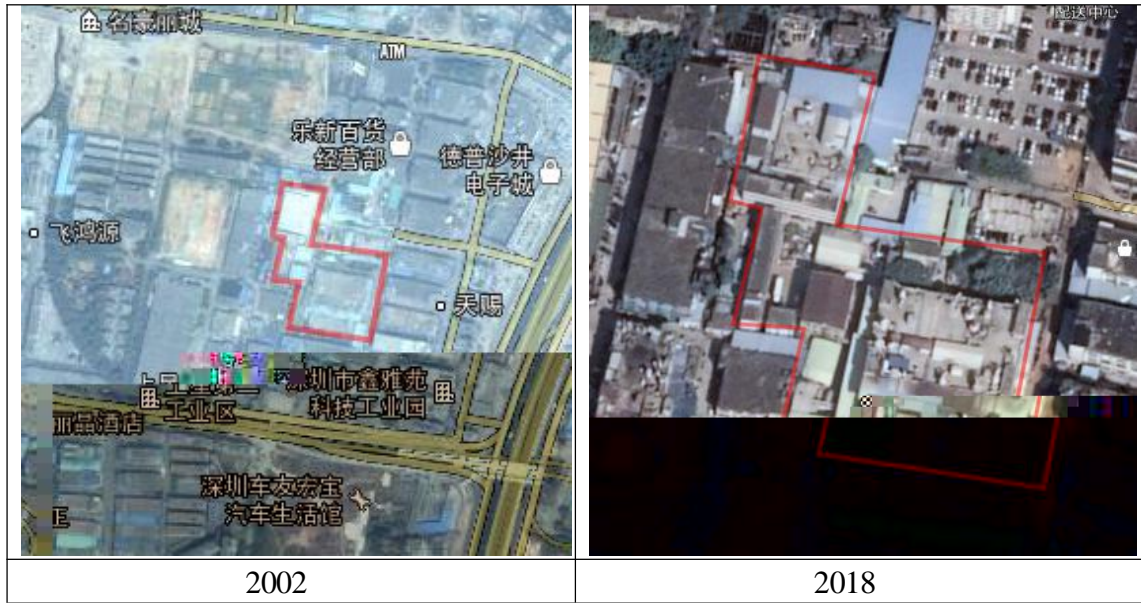 名豪丽城
ATM
乐新百货
经营部
德普沙井
电子城
飞鸿源
天赐
深圳市鑫雅苑
科技工业园
工业区
丽晶酒店
深圳车友宏宝
汽车生活馆
配送中心
2002
2018